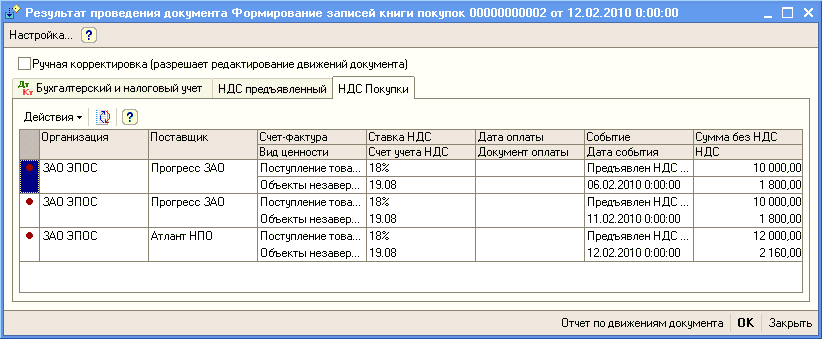 Результат проведения документа Формирование записей книги покупок 00000000002 от 12.02.2010 0:00:00
Настройка... ?
Ручная корректировка (разрешает редактирование движений документа)
Дт Кт Бухгалтерский и налоговый учет НДС предъявленный НДС Покупки
Действия ?
Организация Поставщик Счет-фактура Ставка НДС Дата оплаты Событие Сумма без НДС
Вид ценности Счет учета НДС Документ оплаты Дата события НДС
ЗАО ЭПОС Прогресс ЗАО Поступление това... 18% Предъявлен НДС ... 10 000,00
Объекты незавер... 19.08 06.02.2010 0:00:00 1 800,00
ЗАО ЭПОС Прогресс ЗАО Поступление това... 18% Предъявлен НДС ... 10 000,00
Объекты незавер... 19.08 11.02.2010 0:00:00 1 800,00
ЗАО ЭПОС Атлант НПО Поступление това... 18% Предъявлен НДС ... 12 000,00
Объекты незавер... 19.08 12.02.2010 0:00:00 2 160,00
Отчет по движениям документа OK Закрыть